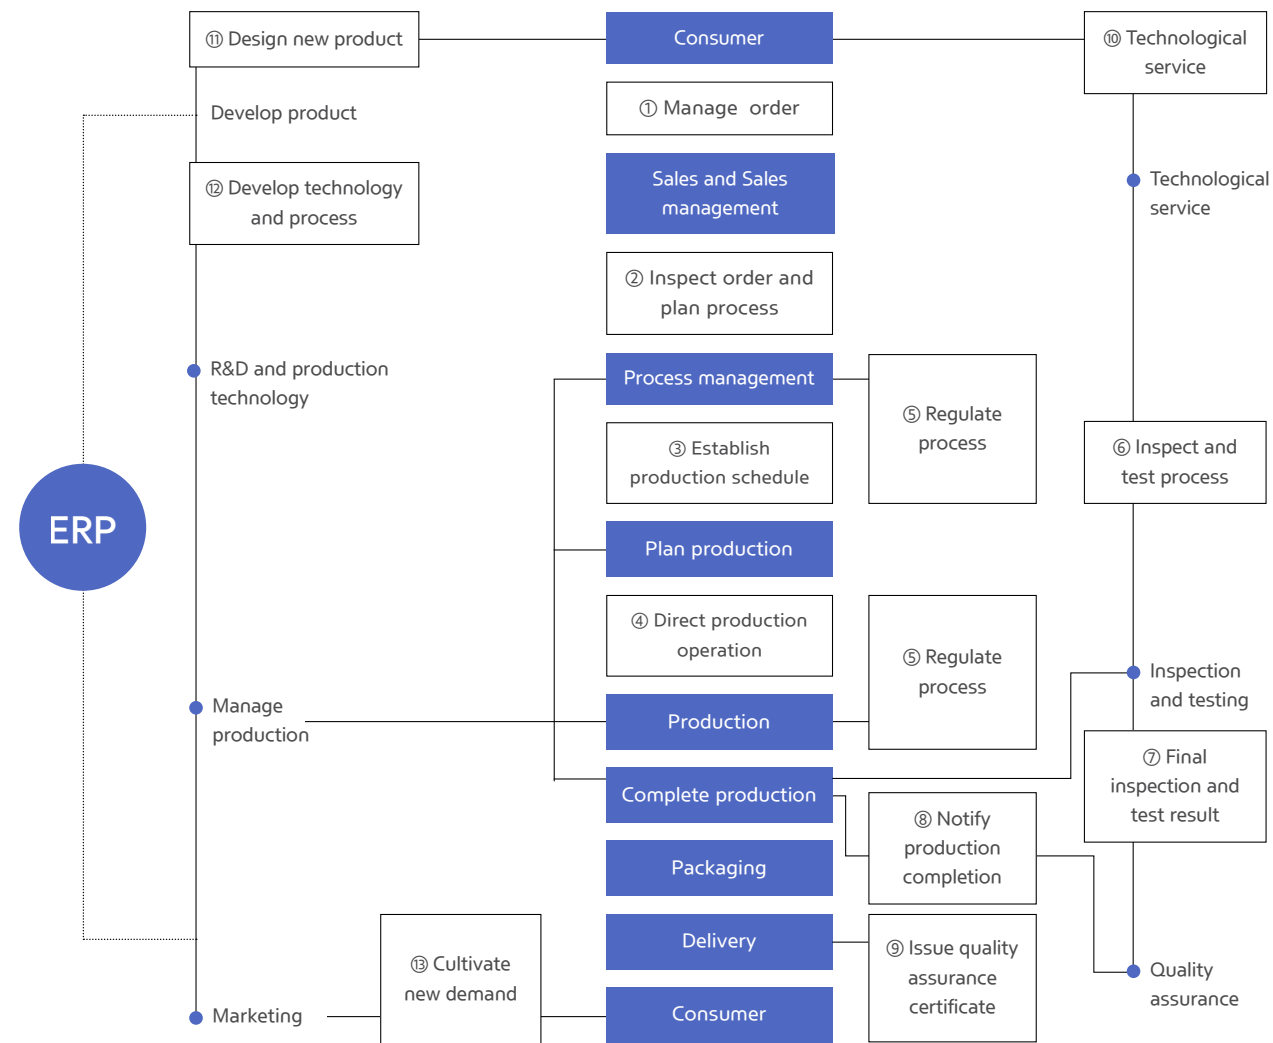 ⑪ Design new product
Consumer
⑩ Technological
service
Develop product
① Manage order
⑫ Develop technology
and process
Sales and Sales
management
Technological
service
② Inspect order and
plan process
R&D and production
technology
Process management
⑤ Regulate
process
③ Establish
production schedule
⑥ Inspect and
test process
ERP
Plan production
④ Direct production
operation
⑤ Regulate
process
Inspection
and testing
Manage
production
Production
⑦ Final
inspection and
test result
Complete production
⑧ Notify
production
completion
Packaging
Delivery
⑨ Issue quality
assurance
certificate
⑬ Cultivate
new demand
Quality
assurance
Marketing
Consumer